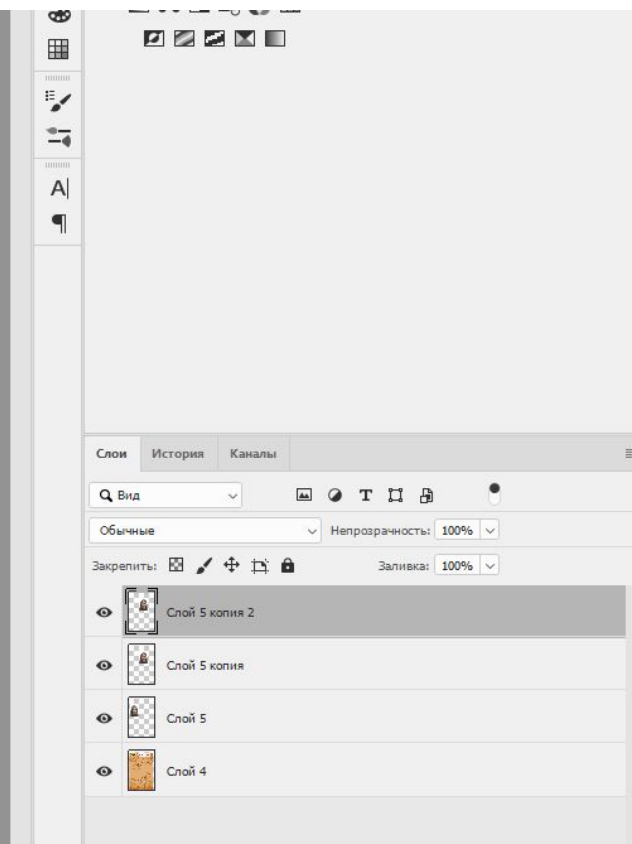 A|
¶
Слои История Каналы
Вид T
Обычные Непрозрачность: 100%
Закрепить: Заливка: 100%
Слой 5 копия 2
Слой 5 копия
Слой 5
Слой 4